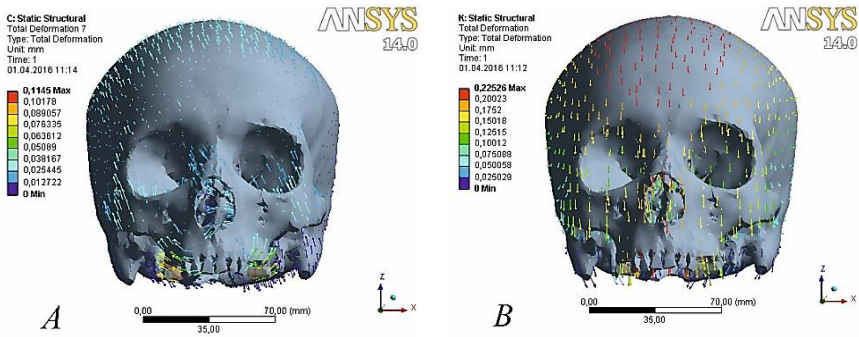 C: Static Structural
Total Deformation 7
Type: Total Deformation
Unit: mm
Time: 1
01.04.2016 11:14
0,1145 Max
0,10178
0,089057
0,076335
0,063612
0,05089
0,038167
0,025445
0,012722
0 Min
ANSYS
14.0
0,00
70,00 (mm)
35,00
Z
X
A
K: Static Structural
Total Deformation
Type: Total Deformation
Unit: mm
Time: 1
01.04.2016 11:12
0,22526 Max
0,20023
0,1752
0,15018
0,12515
0,10012
0,075088
0,050058
0,025029
0 Min
ANSYS
14.0
0,00
70,00 (mm)
35,00
Z
X
B